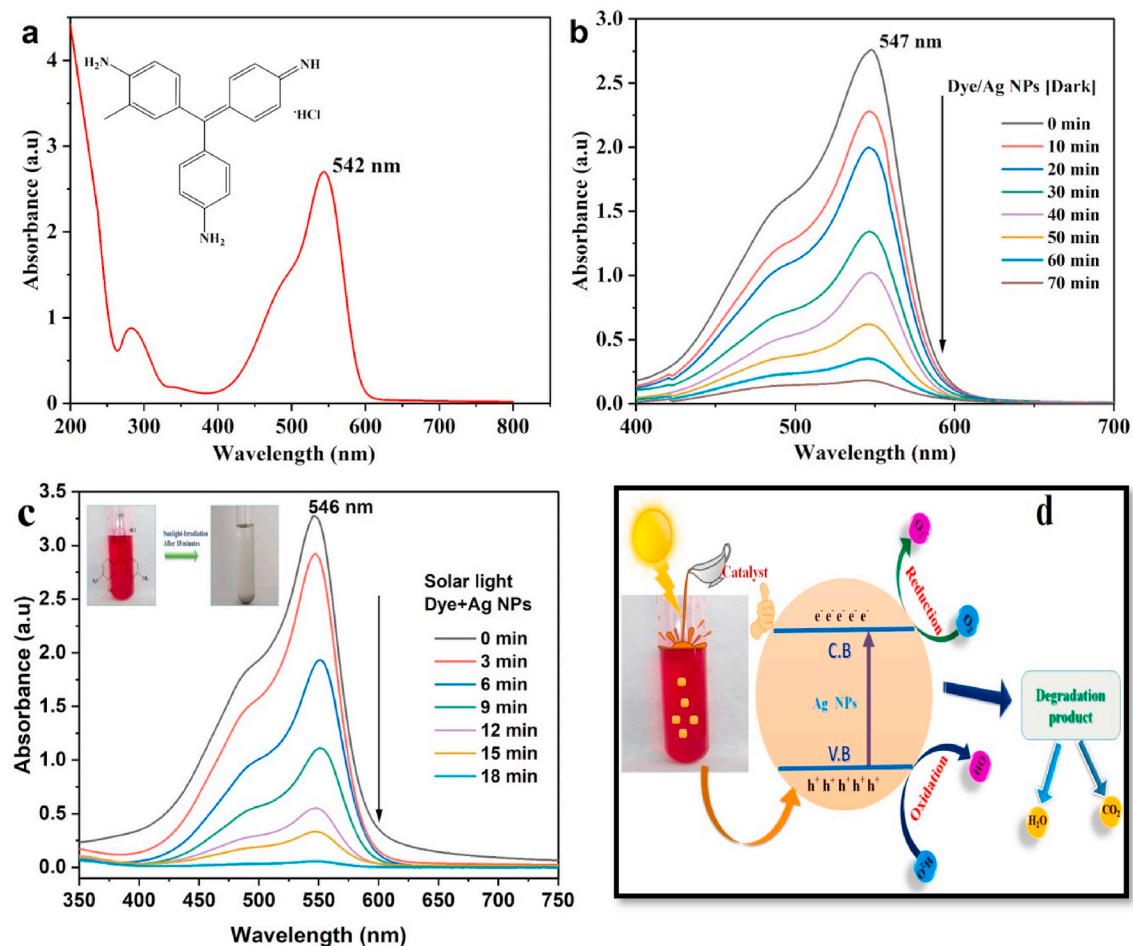 a
4
3
2
1
0
200 300 400 500 600 700 800
Wavelength (nm)
Absorbance (a.u)
H₂N
NH
·HCl
NH₂
542 nm
b
3.0
2.5
2.0
1.5
1.0
0.5
0.0
400 500 600 700
Wavelength (nm)
Absorbance (a.u)
547 nm
Dye/Ag NPs [Dark]
0 min
10 min
20 min
30 min
40 min
50 min
60 min
70 min
c
3.5
3.0
2.5
2.0
1.5
1.0
0.5
0.0
350 400 450 500 550 600 650 700 750
Wavelength (nm)
Absorbance (a.u)
Sunlight-Irradiation
After 18minutes
546 nm
Solar light
Dye+Ag NPs
0 min
3 min
6 min
9 min
12 min
15 min
18 min
d
Catalyst
e⁻ e⁻ e⁻ e⁻ e⁻
C.B
Ag NPs
V.B
h⁺ h⁺ h⁺ h⁺ h⁺
Reduction
Oxidation
Degradation
product
H₂O
CO₂